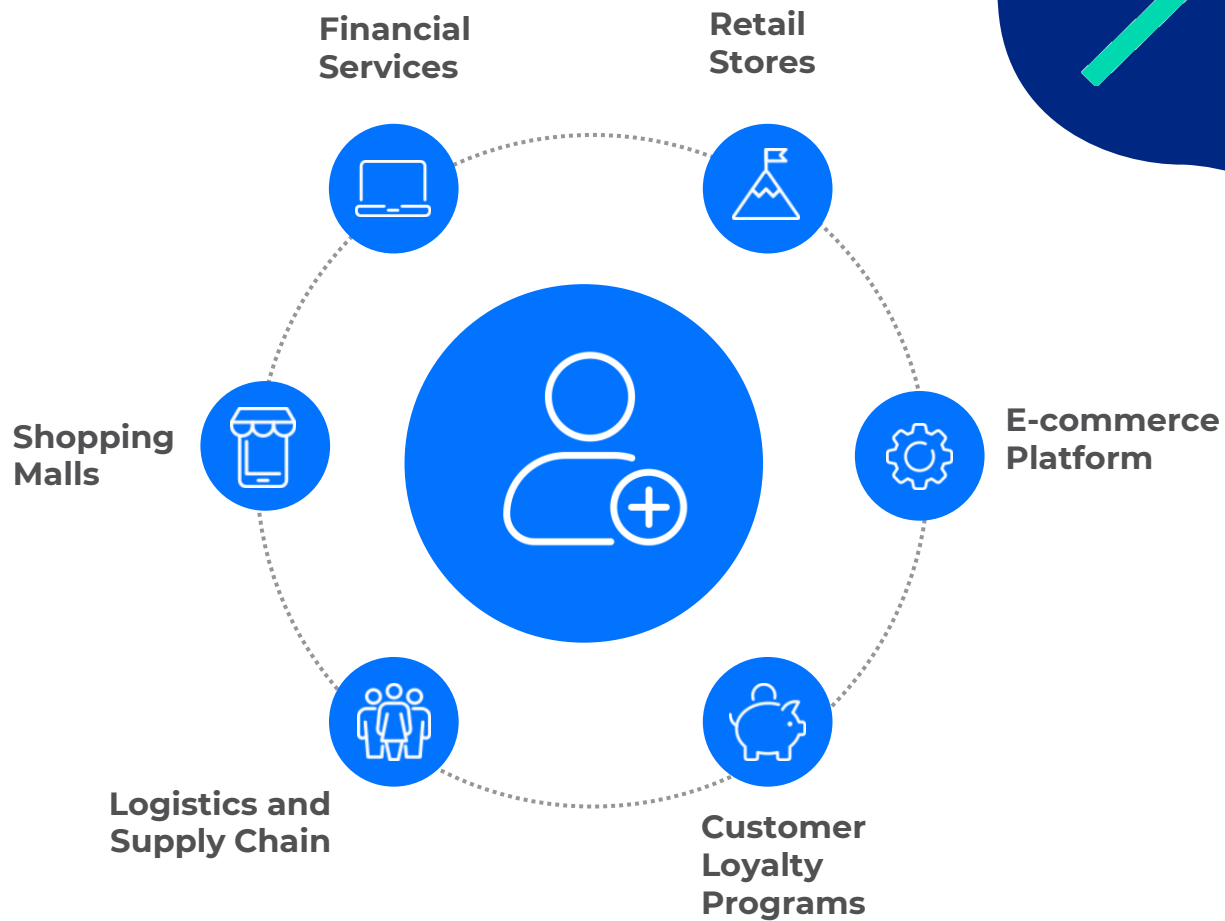 Financial
Services
Retail
Stores
Shopping
Malls
E-commerce
Platform
Logistics and
Supply Chain
Customer
Loyalty
Programs